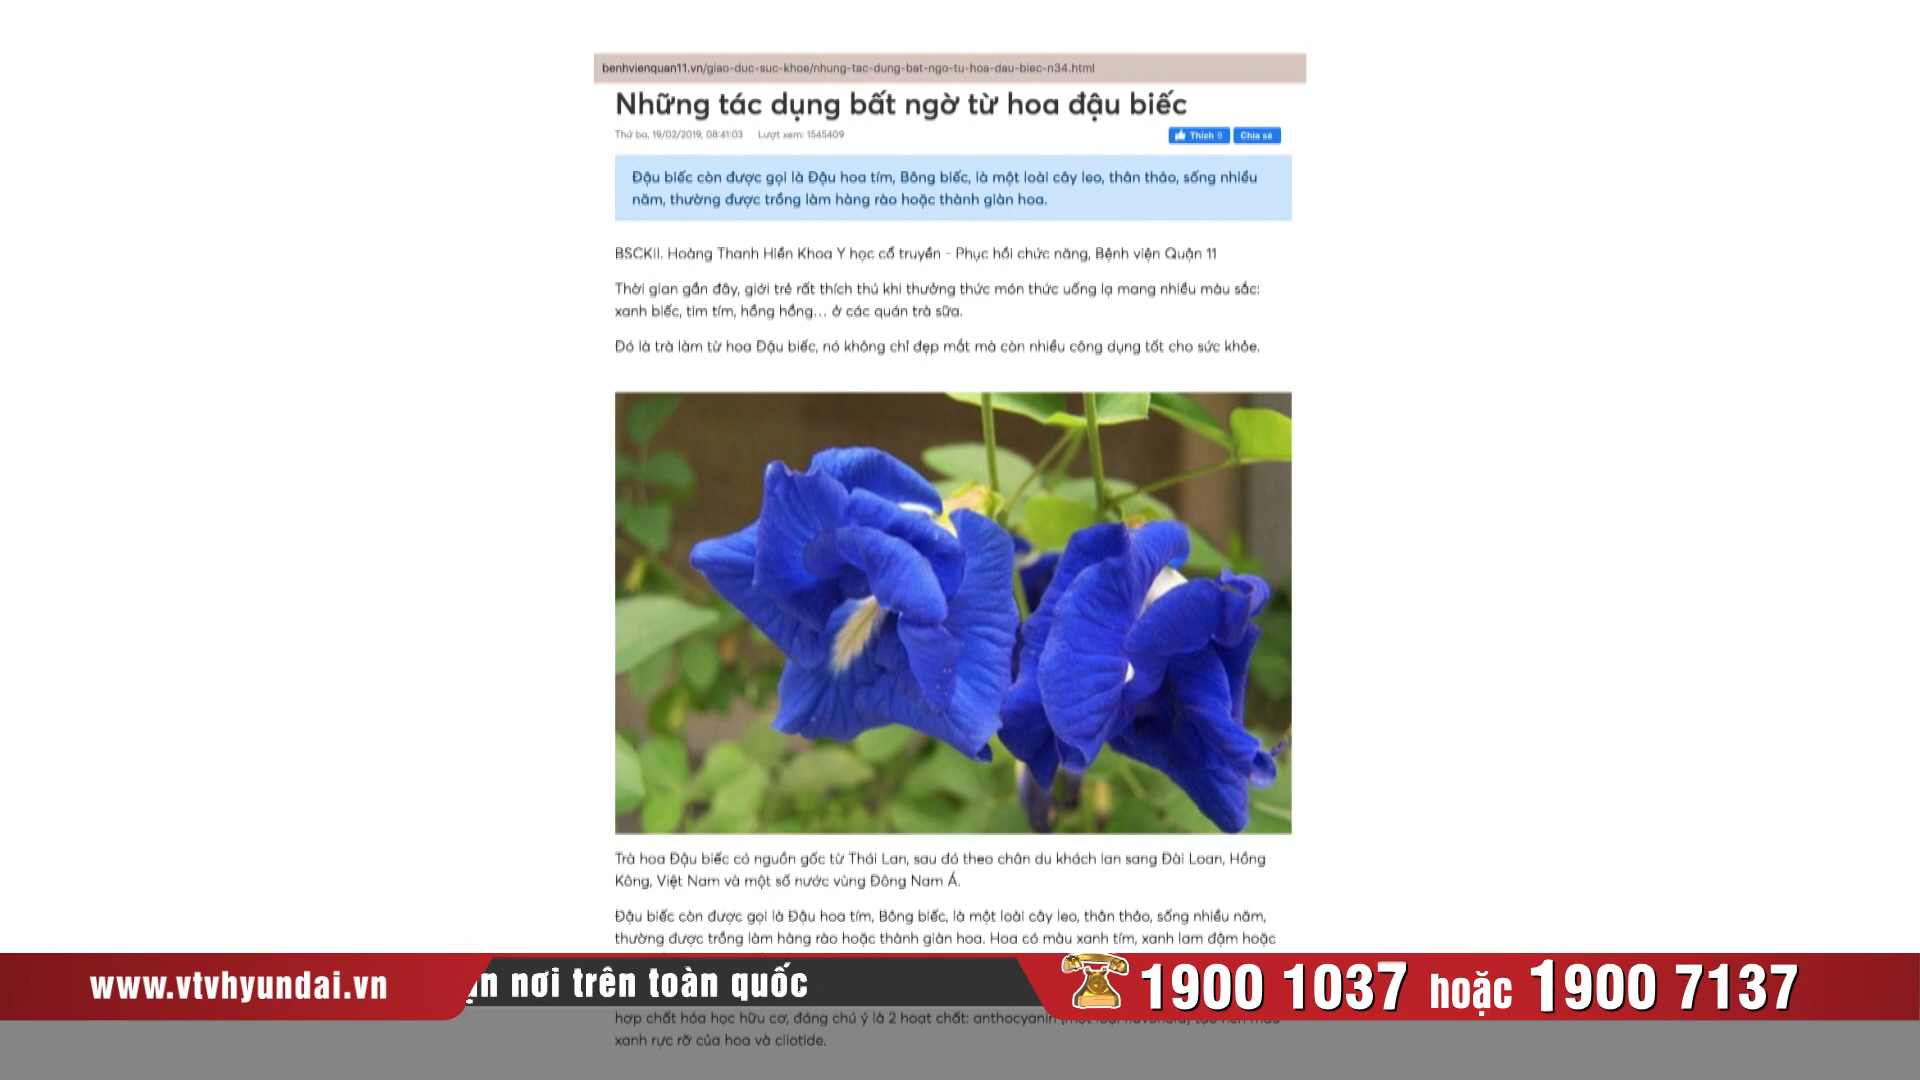 benhvienquan11.vn/giao-duc-suc-khoe/nhung-tac-dung-bat-ngo-tu-hoa-dau-biec-n34.html
Những tác dụng bất ngờ từ hoa đậu biếc
Thứ ba, 19/02/2019, 08:41:03 Lượt xem: 1545409
Thích 9 Chia sẻ
Đậu biếc còn được gọi là Đậu hoa tím, Bông biếc, là một loài cây leo, thân thảo, sống nhiều
năm, thường được trồng làm hàng rào hoặc thành giàn hoa.
BSCKII. Hoàng Thanh Hiền Khoa Y học cổ truyền - Phục hồi chức năng, Bệnh viện Quận 11
Thời gian gần đây, giới trẻ rất thích thú khi thưởng thức món thức uống lạ mang nhiều màu sắc:
xanh biếc, tim tím, hồng hồng... ở các quán trà sữa.
Đó là trà làm từ hoa Đậu biếc, nó không chỉ đẹp mắt mà còn nhiều công dụng tốt cho sức khỏe.
Trà hoa Đậu biếc có nguồn gốc từ Thái Lan, sau đó theo chân du khách lan sang Đài Loan, Hồng
Kông, Việt Nam và một số nước vùng Đông Nam Á.
Đậu biếc còn được gọi là Đậu hoa tím, Bông biếc, là một loài cây leo, thân thảo, sống nhiều năm,
thường được trồng làm hàng rào hoặc thành giàn hoa. Hoa có màu xanh tím, xanh lam đậm hoặc
www.vtvhyundai.vn
nơi trên toàn quốc
1900 1037 hoặc 1900 7137
hợp chất hóa học hữu cơ, đáng chú ý là 2 hoạt chất: anthocyanin
xanh rực rỡ của hoa và cliotide.